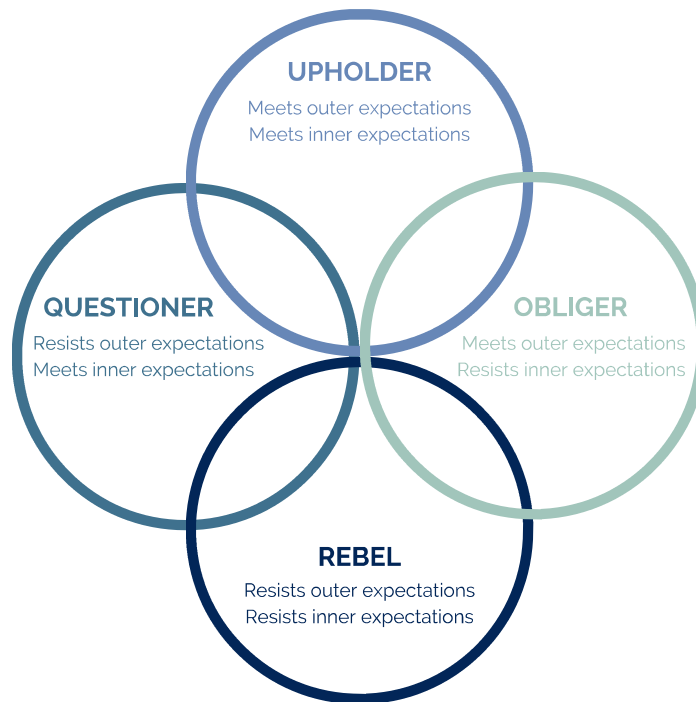 UPHOLDER
Meets outer expectations
Meets inner expectations
QUESTIONER
Resists outer expectations
Meets inner expectations
OBLIGER
Meets outer expectations
Resists inner expectations
REBEL
Resists outer expectations
Resists inner expectations